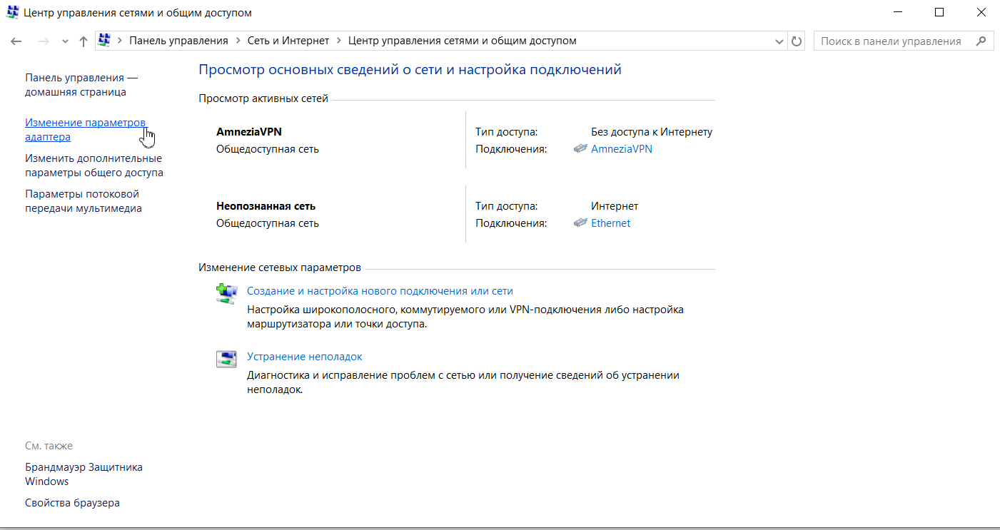 Центр управления сетями и общим доступом
Панель управления
Сеть и Интернет
Центр управления сетями и общим доступом
Поиск в панели управления
Панель управления —
домашняя страница
Изменение параметров
адаптера
Изменить дополнительные
параметры общего доступа
Параметры потоковой
передачи мультимедиа
Просмотр основных сведений о сети и настройка подключений
Просмотр активных сетей
AmneziaVPN
Общедоступная сеть
Тип доступа: Без доступа к Интернету
Подключения: AmneziaVPN
Неопознанная сеть
Общедоступная сеть
Тип доступа: Интернет
Подключения: Ethernet
Изменение сетевых параметров
Создание и настройка нового подключения или сети
Настройка широкополосного, коммутируемого или VPN-подключения либо настройка
маршрутизатора или точки доступа.
Устранение неполадок
Диагностика и исправление проблем с сетью или получение сведений об устранении
неполадок.
См. также
Брандмауэр Защитника
Windows
Свойства браузера